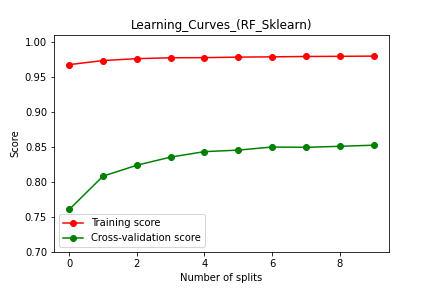 Learning_Curves_(RF_Sklearn)
1.00
0.95
0.90
0.85
0.80
0.75
0.70
Score
Training score
Cross-validation score
0 2 4 6 8
Number of splits